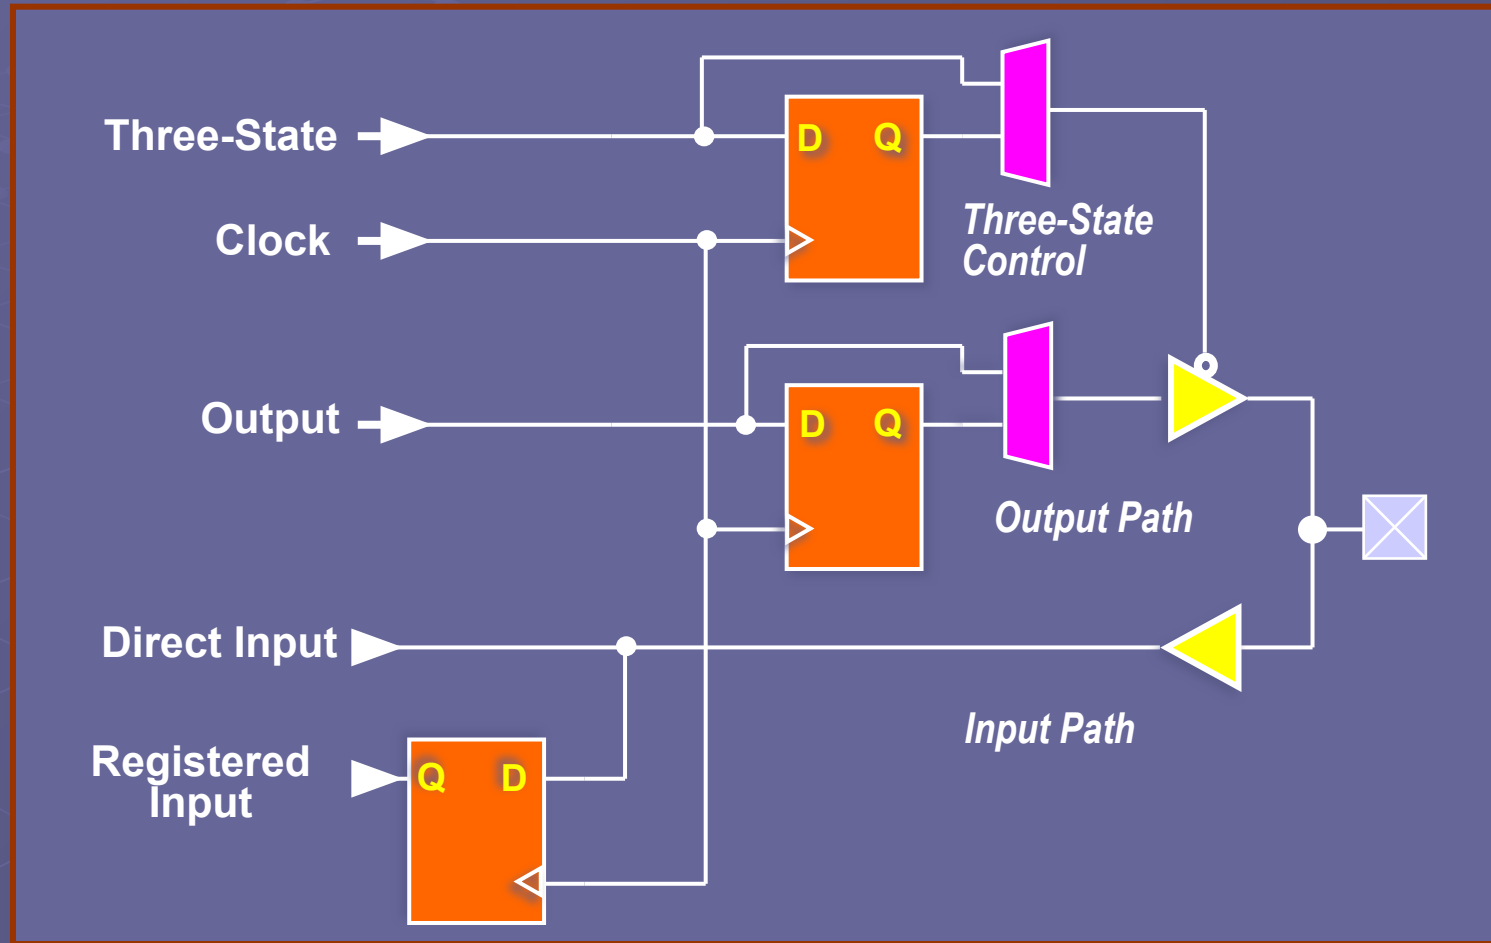 Three-State
D
Q
Three-State
Control
Clock
Output
D
Q
Output Path
Direct Input
Input Path
Registered
Input
Q
D